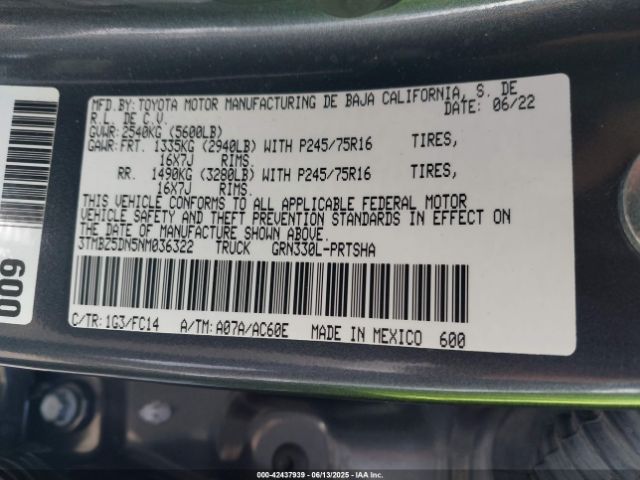 MFD.BY:TOYOTA MOTOR MANUFACTURING DE BAJA CALIFORNIA, S. DE
R.L. DE C.V. DATE: 06/22
GVWR:2540KG (5600LB)
GAWR:FRT. 1335KG (2940LB) WITH P245/75R16 TIRES,
16X7J RIMS.
RR. 1490KG (3280LB) WITH P245/75R16 TIRES,
16X7J RIMS.
THIS VEHICLE CONFORMS TO ALL APPLICABLE FEDERAL MOTOR
VEHICLE SAFETY AND THEFT PREVENTION STANDARDS IN EFFECT ON
THE DATE OF MANUFACTURE SHOWN ABOVE.
3TMBZ5DN5NM036322 TRUCK GRN330L-PRTSHA
C/TR:1G3/FC14 A/TM:A07A/AC60E MADE IN MEXICO 600
009
000-42437939 - 06/13/2025 - IAAI.COM